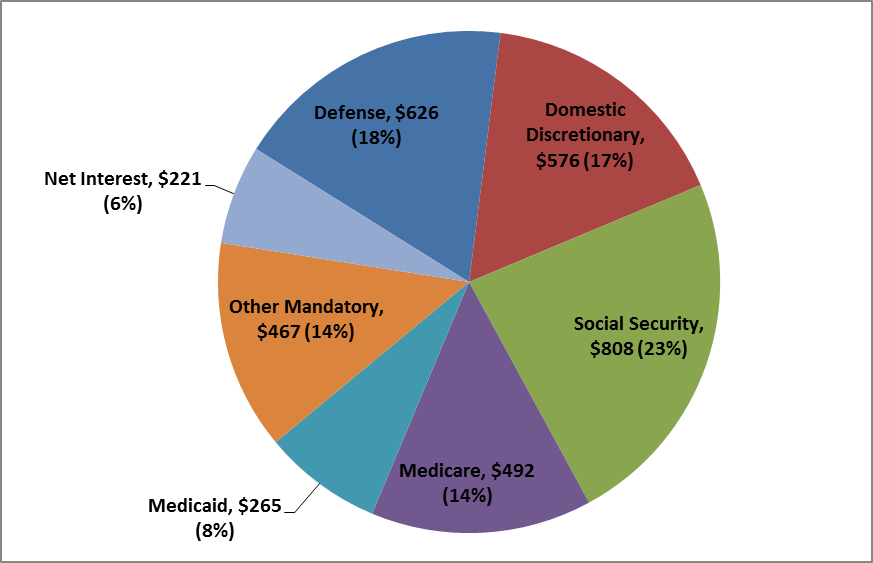 Defense, $626
(18%)
Domestic
Discretionary,
$576 (17%)
Net Interest, $221
(6%)
Other Mandatory,
$467 (14%)
Social Security,
$808 (23%)
Medicare, $492
(14%)
Medicaid, $265
(8%)